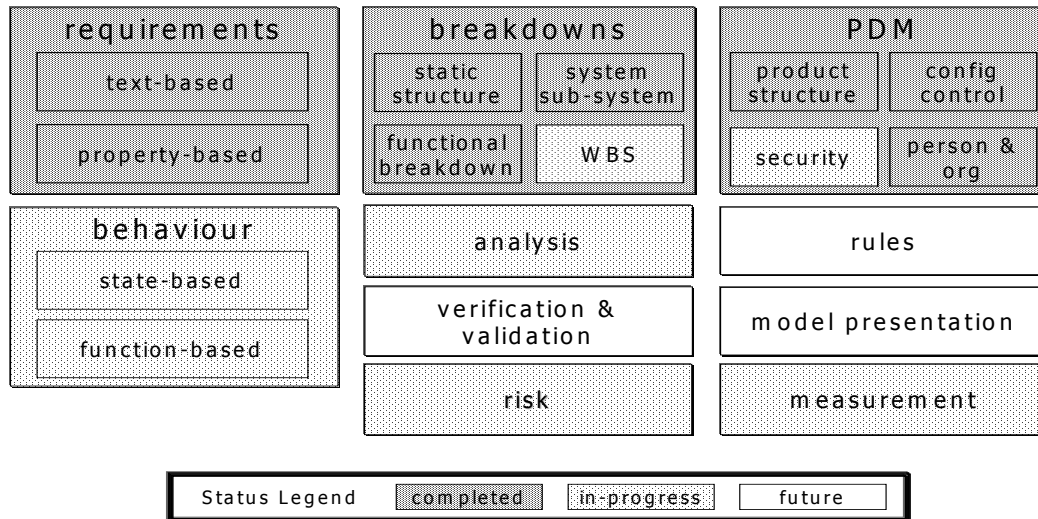 requirements
text-based
property-based
breakdowns
static
structure
system
sub-system
functional
breakdown
WBS
PDM
product
structure
config
control
security
person &
org
behaviour
state-based
function-based
analysis
verification &
validation
risk
rules
model presentation
measurement
Status Legend
completed
in-progress
future